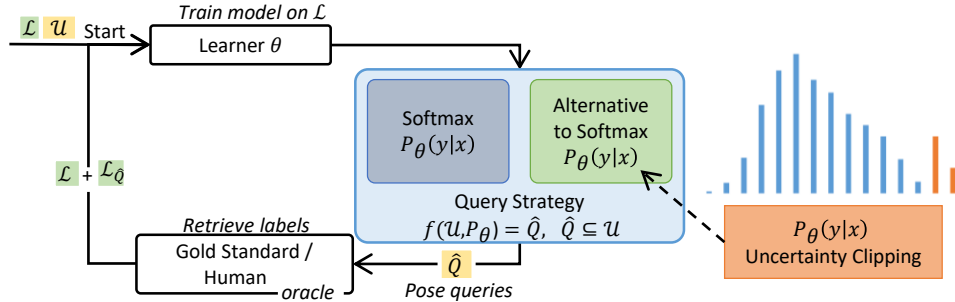 Train model on ℒ
ℒ 𝒰 Start
Learner θ
Softmax
P_θ(y|x)
Alternative
to Softmax
P_θ(y|x)
Query Strategy
f(𝒰,P_θ) = Q̂, Q̂ ⊆ 𝒰
ℒ + ℒ_Q̂
Retrieve labels
Gold Standard /
Human
oracle
Q̂
Pose queries
P_θ(y|x)
Uncertainty Clipping